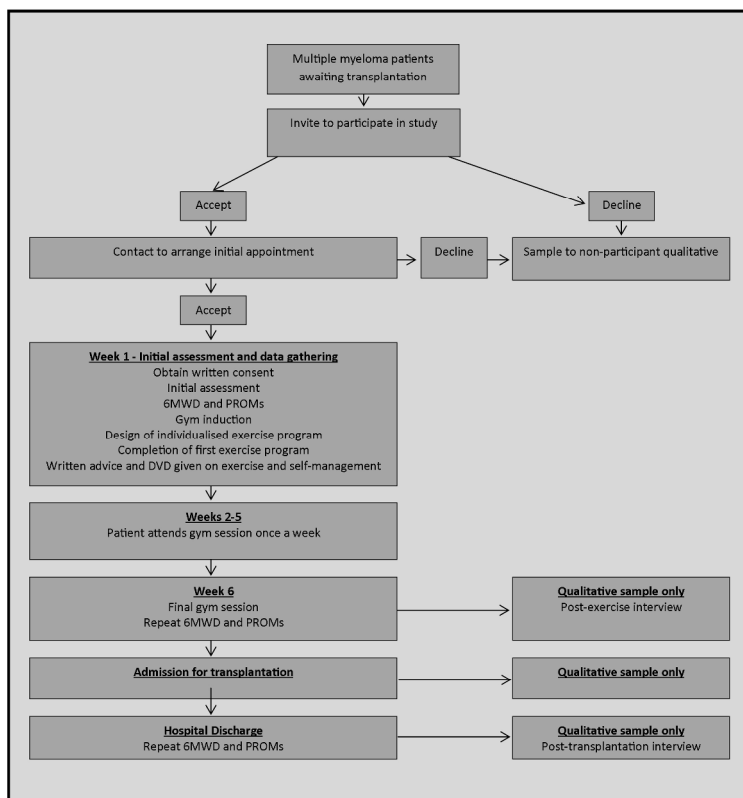 Multiple myeloma patients
awaiting transplantation
Invite to participate in study
Accept
Decline
Contact to arrange initial appointment
Decline
Sample to non-participant qualitative
Accept
Week 1 - Initial assessment and data gathering
Obtain written consent
Initial assessment
6MWD and PROMs
Gym induction
Design of individualised exercise program
Completion of first exercise program
Written advice and DVD given on exercise and self-management
Weeks 2-5
Patient attends gym session once a week
Week 6
Final gym session
Repeat 6MWD and PROMs
Qualitative sample only
Post-exercise interview
Admission for transplantation
Qualitative sample only
Hospital Discharge
Repeat 6MWD and PROMs
Qualitative sample only
Post-transplantation interview